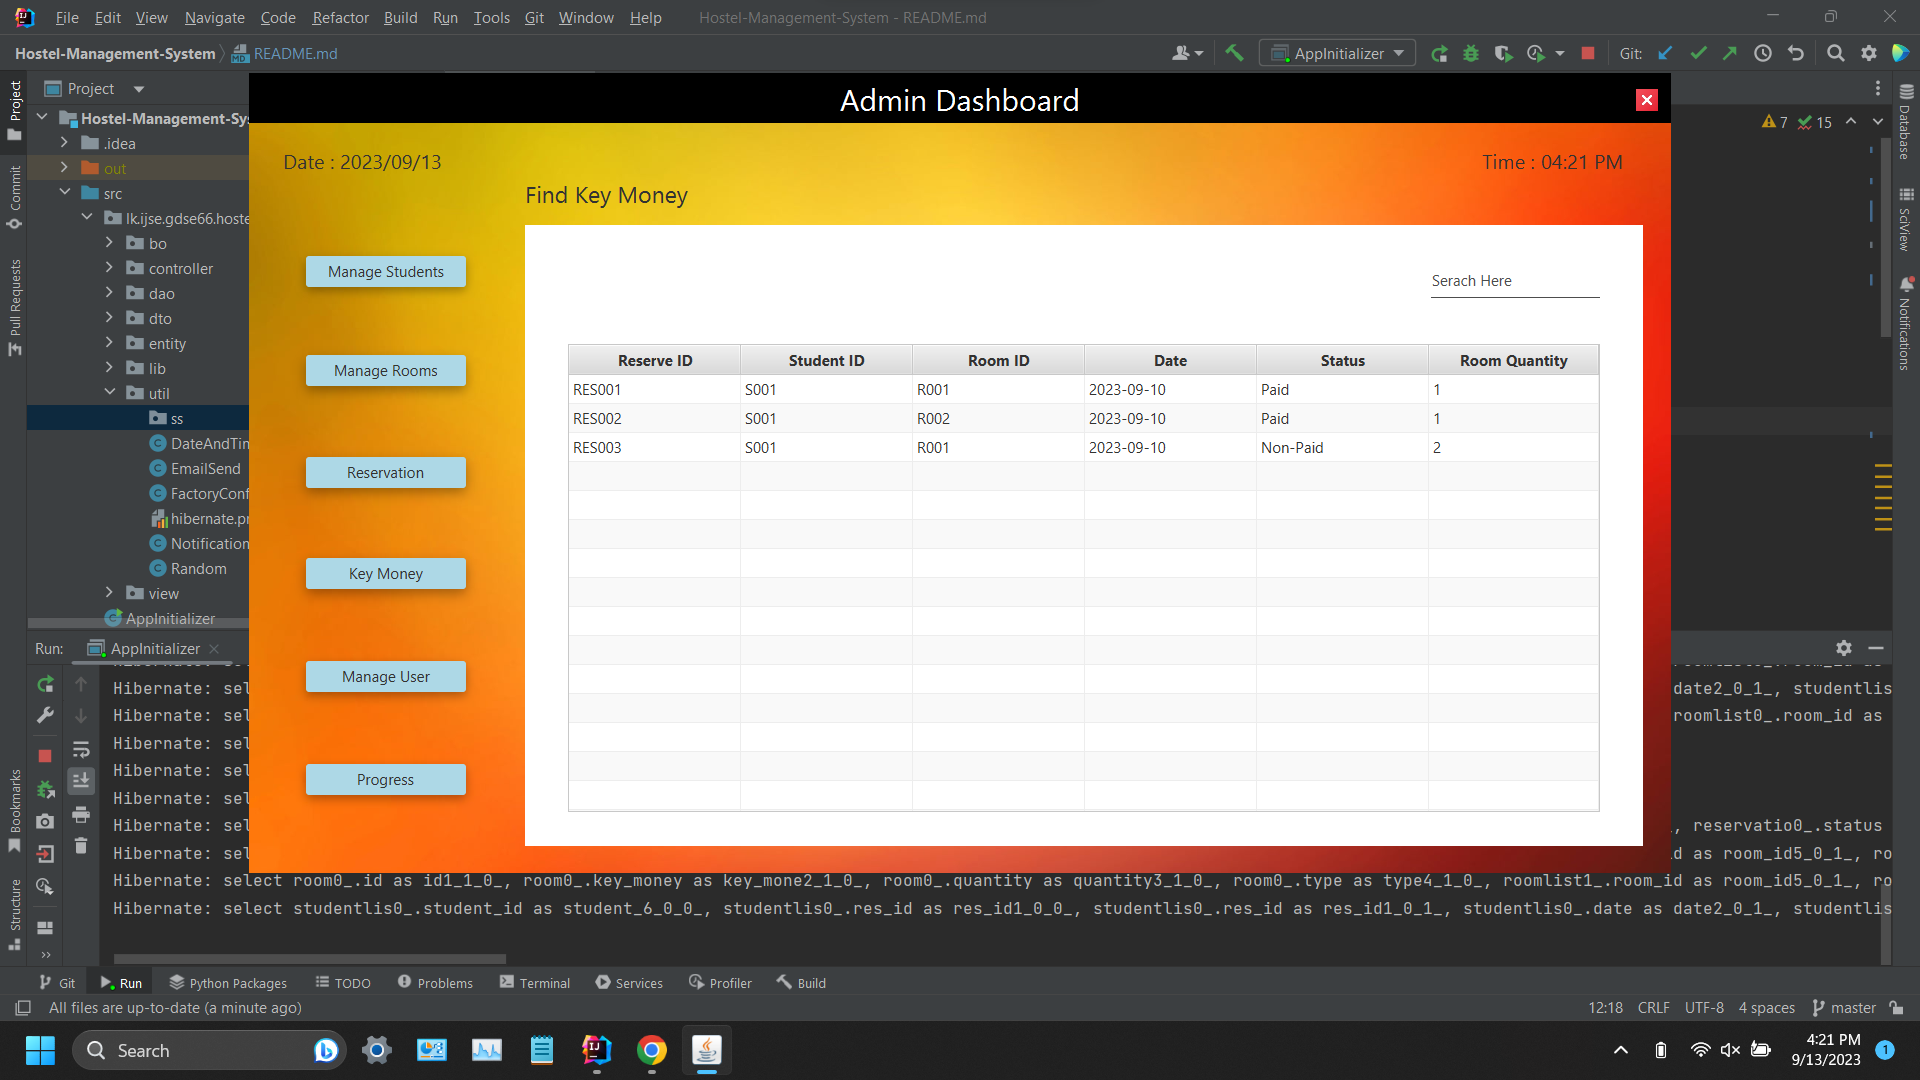 File Edit View Navigate Code Refactor Build Run Tools Git Window Help Hostel-Management-System - README.md
Hostel-Management-System README.md AppInitializer Git:
Project
Admin Dashboard
Date : 2023/09/13 Time : 04:21 PM
Find Key Money
7 15
Manage Students
Manage Rooms
Reservation
Key Money
Manage User
Progress
Serach Here
Reserve ID Student ID Room ID Date Status Room Quantity
RES001 S001 R001 2023-09-10 Paid 1
RES002 S001 R002 2023-09-10 Paid 1
RES003 S001 R001 2023-09-10 Non-Paid 2
Hostel-Management-Sy
.idea
out
src
lk.ijse.gdse66.hoste
bo
controller
dao
dto
entity
lib
util
ss
DateAndTin
EmailSend
FactoryConf
hibernate.pr
Notification
Random
view
AppInitializer
Project
Commit
Pull Requests
Bookmarks
Structure
Database
SciView
Notifications
Run: AppInitializer
Hibernate: sel date2_0_1_, studentlis
Hibernate: sel roomlist0_.room_id as
Hibernate: sel
Hibernate: sel
Hibernate: sel
Hibernate: sel , reservatio0_.status
Hibernate: sel d as room_id5_0_1_, ro
Hibernate: select room0_.id as id1_1_0_, room0_.key_money as key_mone2_1_0_, room0_.quantity as quantity3_1_0_, room0_.type as type4_1_0_, roomlist1_.room_id as room_id5_0_1_, ro
Hibernate: select studentlis0_.student_id as student_6_0_0_, studentlis0_.res_id as res_id1_0_0_, studentlis0_.res_id as res_id1_0_1_, studentlis0_.date as date2_0_1_, studentlis
Git Run Python Packages TODO Problems Terminal Services Profiler Build
All files are up-to-date (a minute ago) 12:18 CRLF UTF-8 4 spaces master
Search 4:21 PM
9/13/2023 1